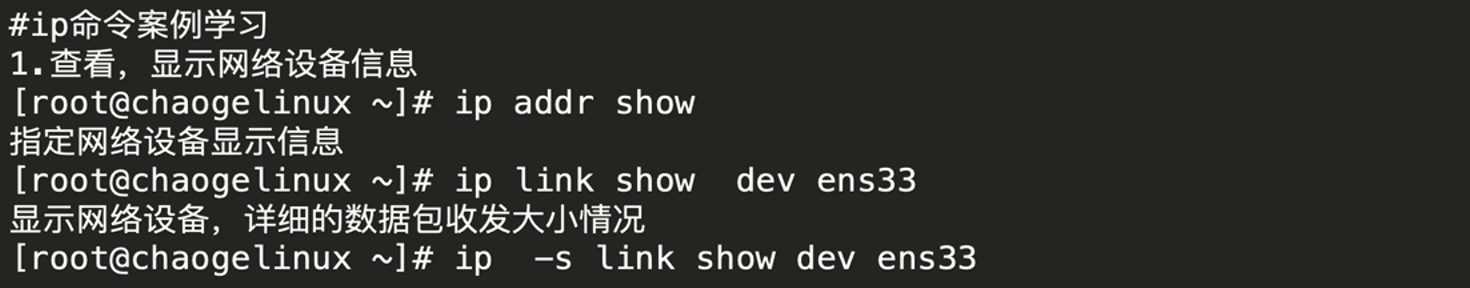 #ip命令案例学习
1.查看，显示网络设备信息
[root@chaogelinux ~]# ip addr show
指定网络设备显示信息
[root@chaogelinux ~]# ip link show  dev ens33
显示网络设备，详细的数据包收发大小情况
[root@chaogelinux ~]# ip  -s link show dev ens33